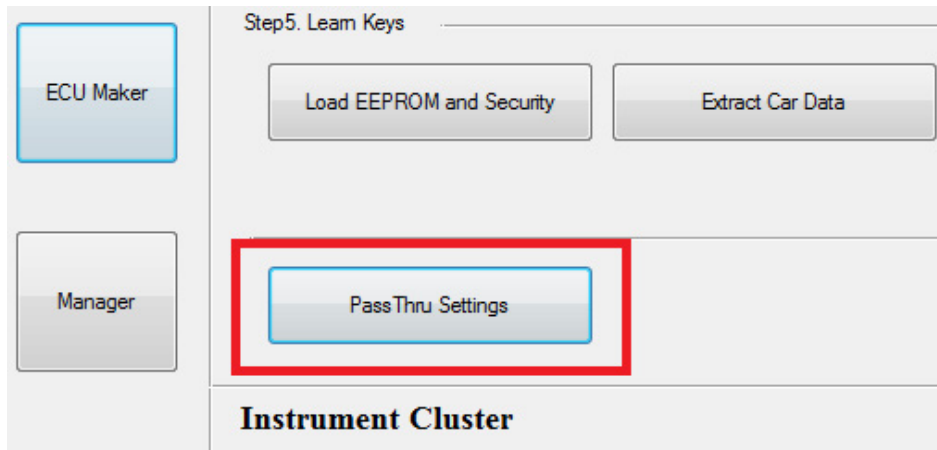 Step5. Learn Keys
ECU Maker
Load EEPROM and Security
Extract Car Data
Manager
PassThru Settings
Instrument Cluster